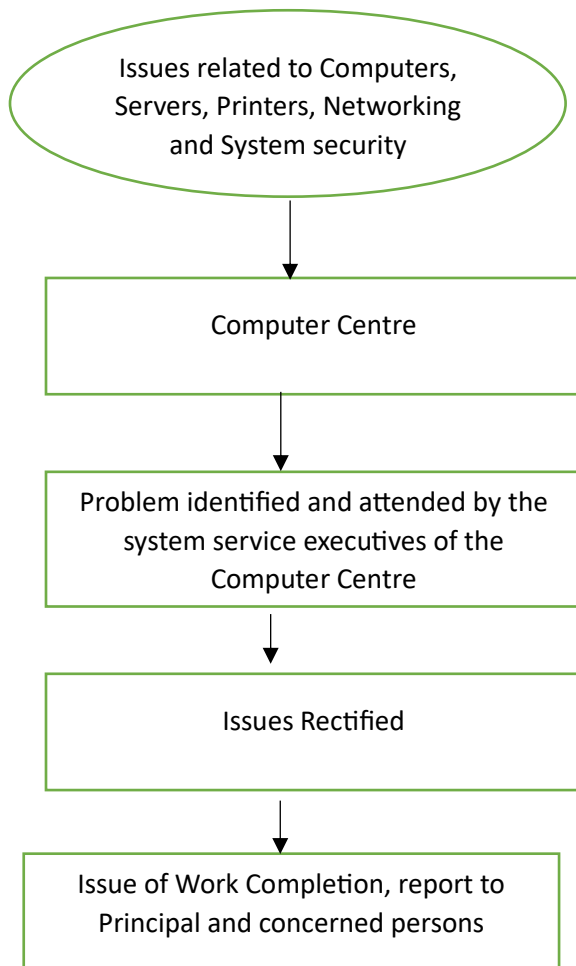 Issues related to Computers,
Servers, Printers, Networking
and System security
Computer Centre
Problem identified and attended by the
system service executives of the
Computer Centre
Issues Rectified
Issue of Work Completion, report to
Principal and concerned persons